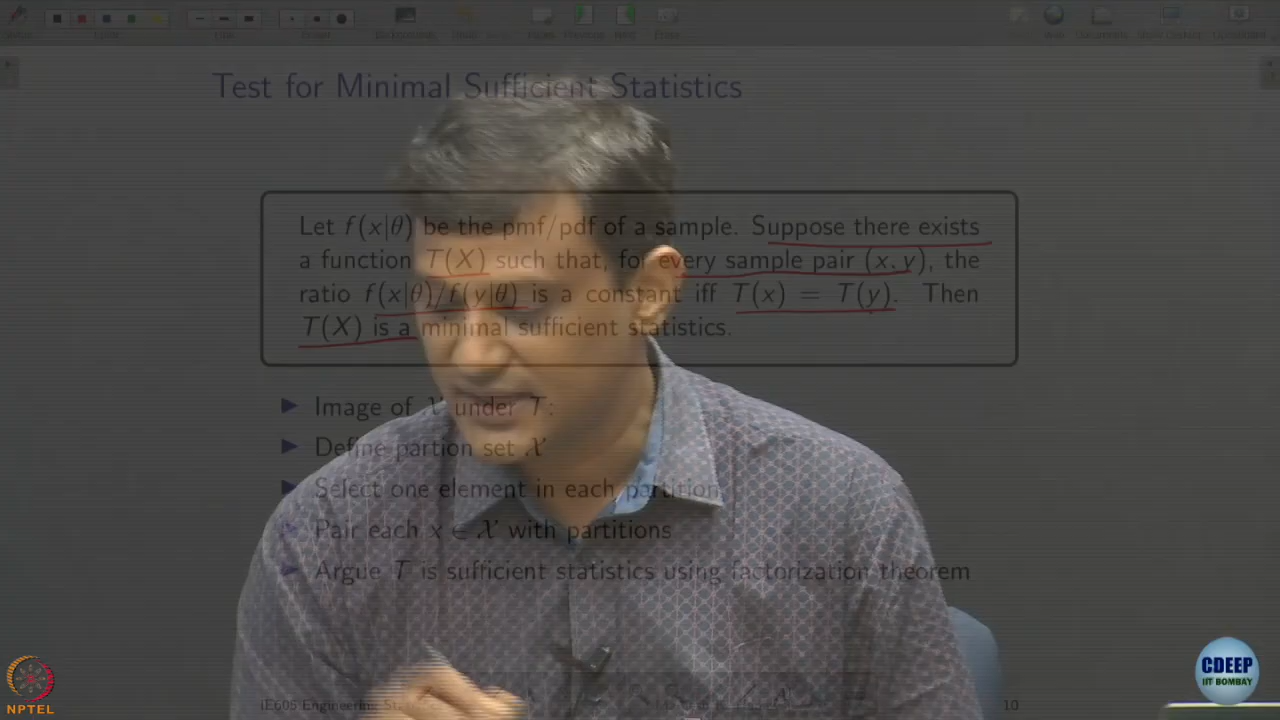 Test for Minimal Sufficient Statistics
Let f(x|θ) be the pmf/pdf of a sample. Suppose there exists
a function T(X) such that, for every sample pair (x, y), the
ratio f(x|θ)/f(y|θ) is a constant iff T(x) = T(y). Then
T(X) is a minimal sufficient statistics.
▶ Image of 𝒳 under T:
▶ Define partion set 𝒳
▶ Select one element in each partition
▶ Pair each x ∈ 𝒳 with partitions
▶ Argue T is sufficient statistics using factorization theorem
IE605 Engineering
10
NPTEL
CDEEP
IIT BOMBAY